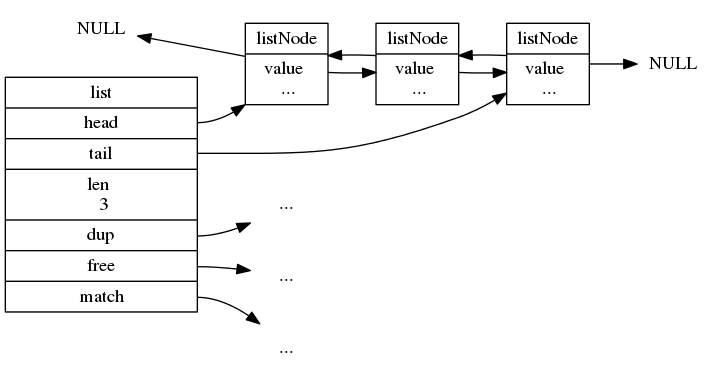 NULL
listNode
value
...
listNode
value
...
listNode
value
...
NULL
list
head
tail
len
3
dup
free
match
...
...
...